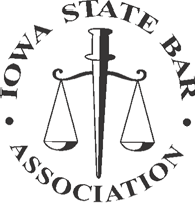 IOWA STATE BAR
• ASSOCIATION •